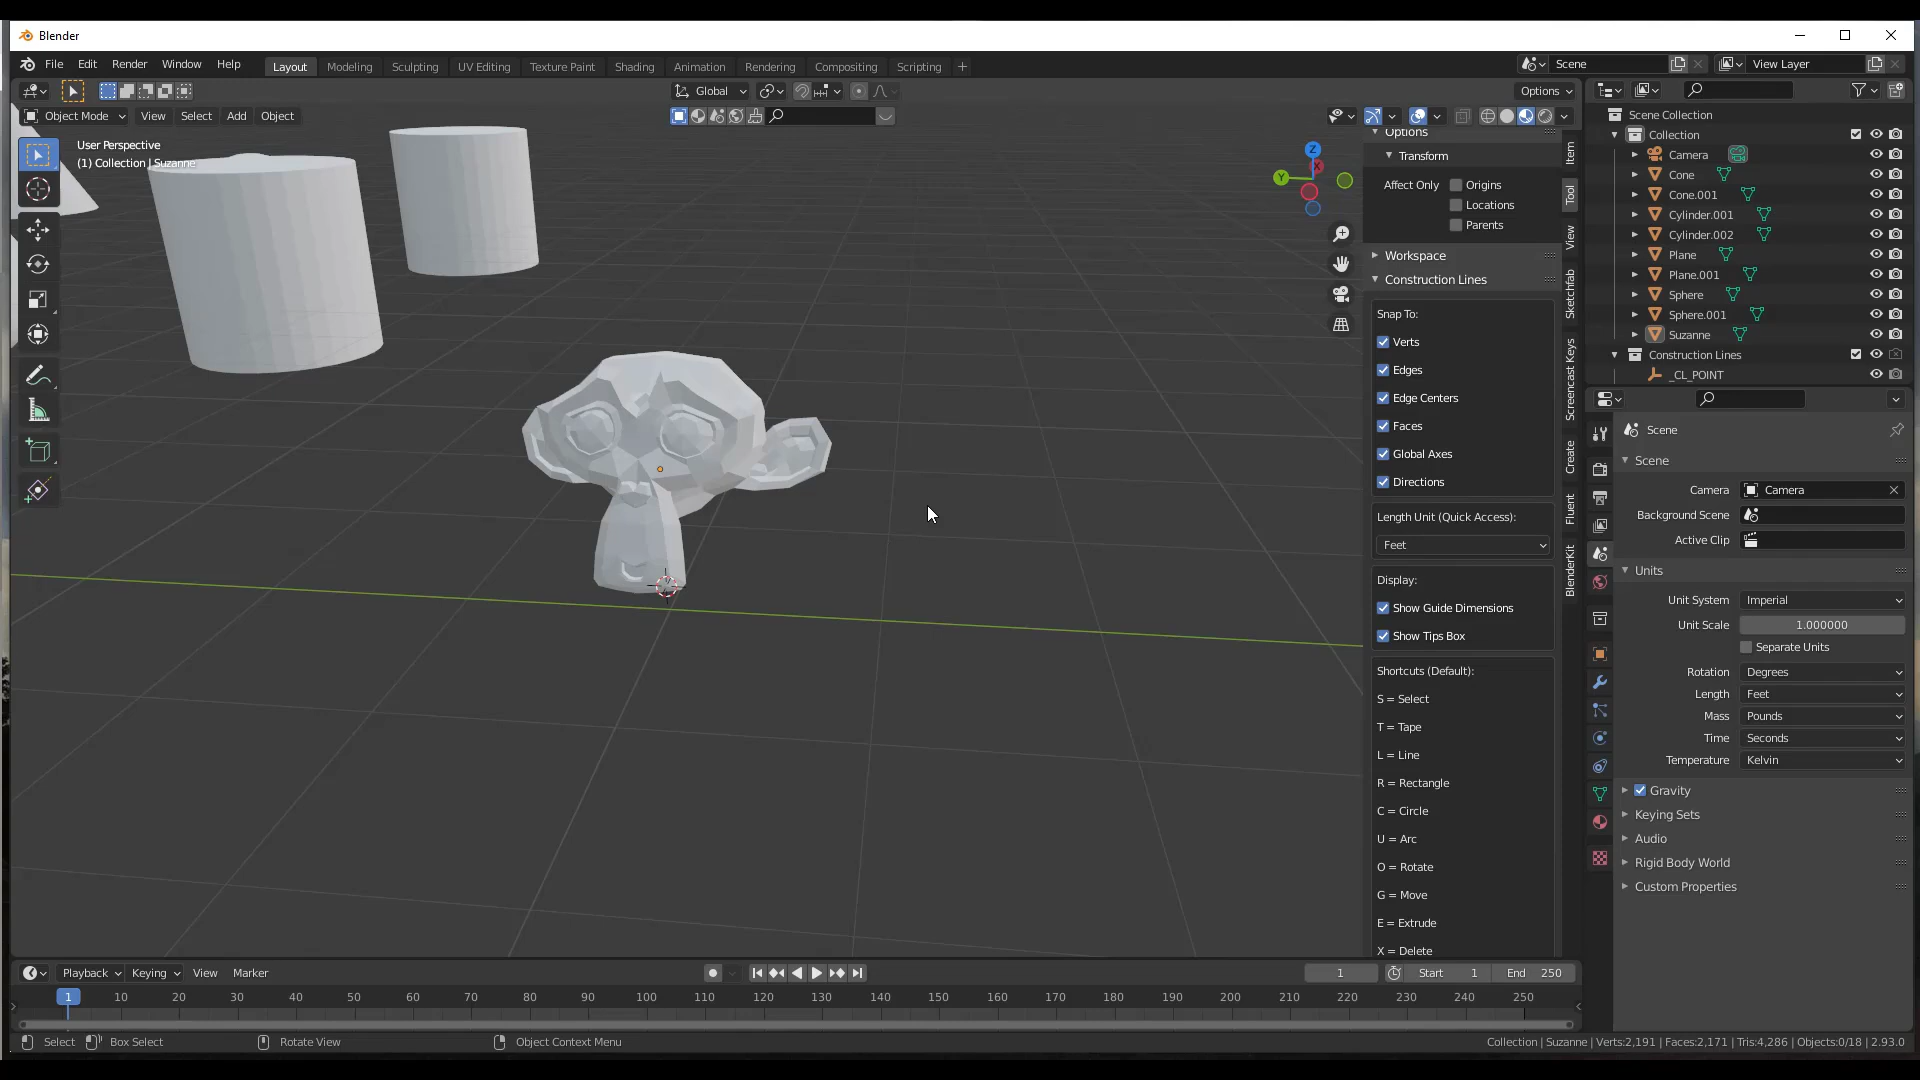 Blender
File Edit Render Window Help
Layout Modeling Sculpting UV Editing Texture Paint Shading Animation Rendering Compositing Scripting +
Scene
View Layer
Global
Options
Object Mode View Select Add Object
User Perspective
(1) Collection | Suzanne
Z
X
Y
Options
Transform
Affect Only Origins
Locations
Parents
Workspace
Construction Lines
Snap To:
Verts
Edges
Edge Centers
Faces
Global Axes
Directions
Length Unit (Quick Access):
Feet
Display:
Show Guide Dimensions
Show Tips Box
Shortcuts (Default):
S = Select
T = Tape
L = Line
R = Rectangle
C = Circle
U = Arc
O = Rotate
G = Move
E = Extrude
X = Delete
Item
Tool
View
Sketchfab
Screencast Keys
Create
Fluent
BlenderKit
Scene Collection
Collection
Camera
Cone
Cone.001
Cylinder.001
Cylinder.002
Plane
Plane.001
Sphere
Sphere.001
Suzanne
Construction Lines
_CL_POINT
Scene
Scene
Camera Camera
Background Scene
Active Clip
Units
Unit System Imperial
Unit Scale 1.000000
Separate Units
Rotation Degrees
Length Feet
Mass Pounds
Time Seconds
Temperature Kelvin
Gravity
Keying Sets
Audio
Rigid Body World
Custom Properties
Playback Keying View Marker
1 Start 1 End 250
1 10 20 30 40 50 60 70 80 90 100 110 120 130 140 150 160 170 180 190 200 210 220 230 240 250
Select Box Select Rotate View Object Context Menu
Collection | Suzanne | Verts:2,191 | Faces:2,171 | Tris:4,286 | Objects:0/18 | 2.93.0